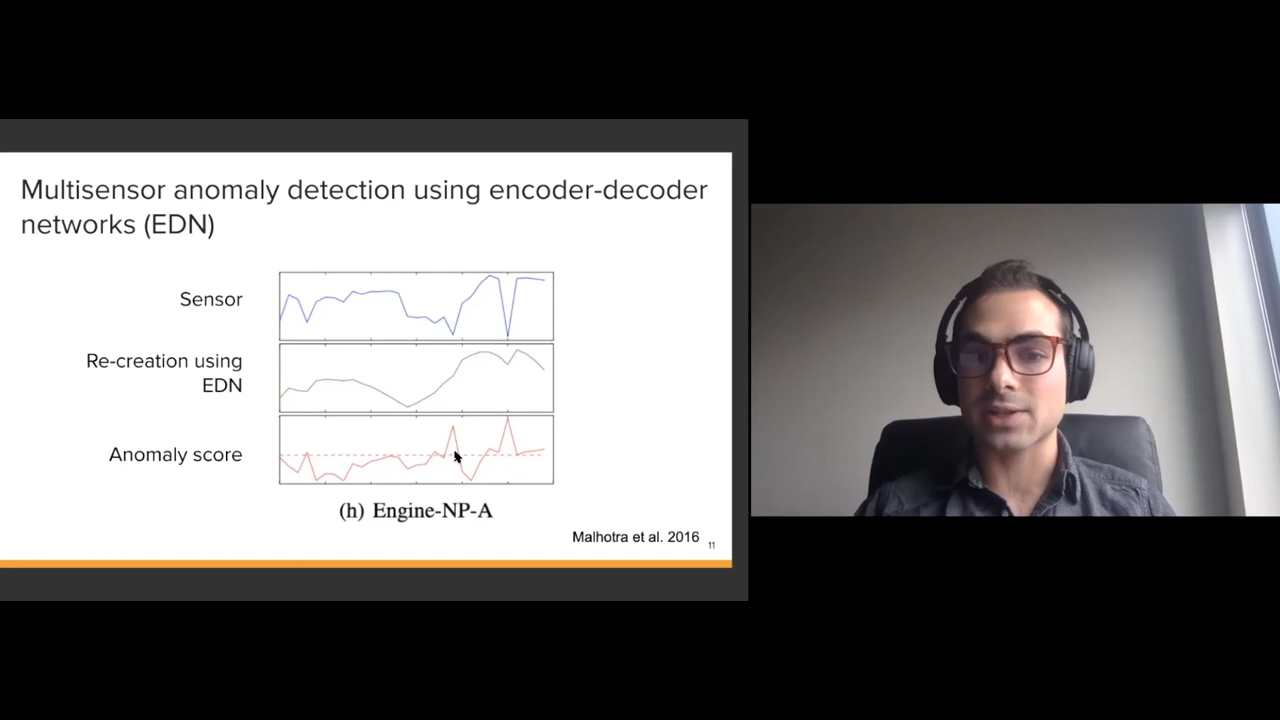 Multisensor anomaly detection using encoder-decoder
networks (EDN)
Sensor
Re-creation using
EDN
Anomaly score
(h) Engine-NP-A
Malhotra et al. 2016
11